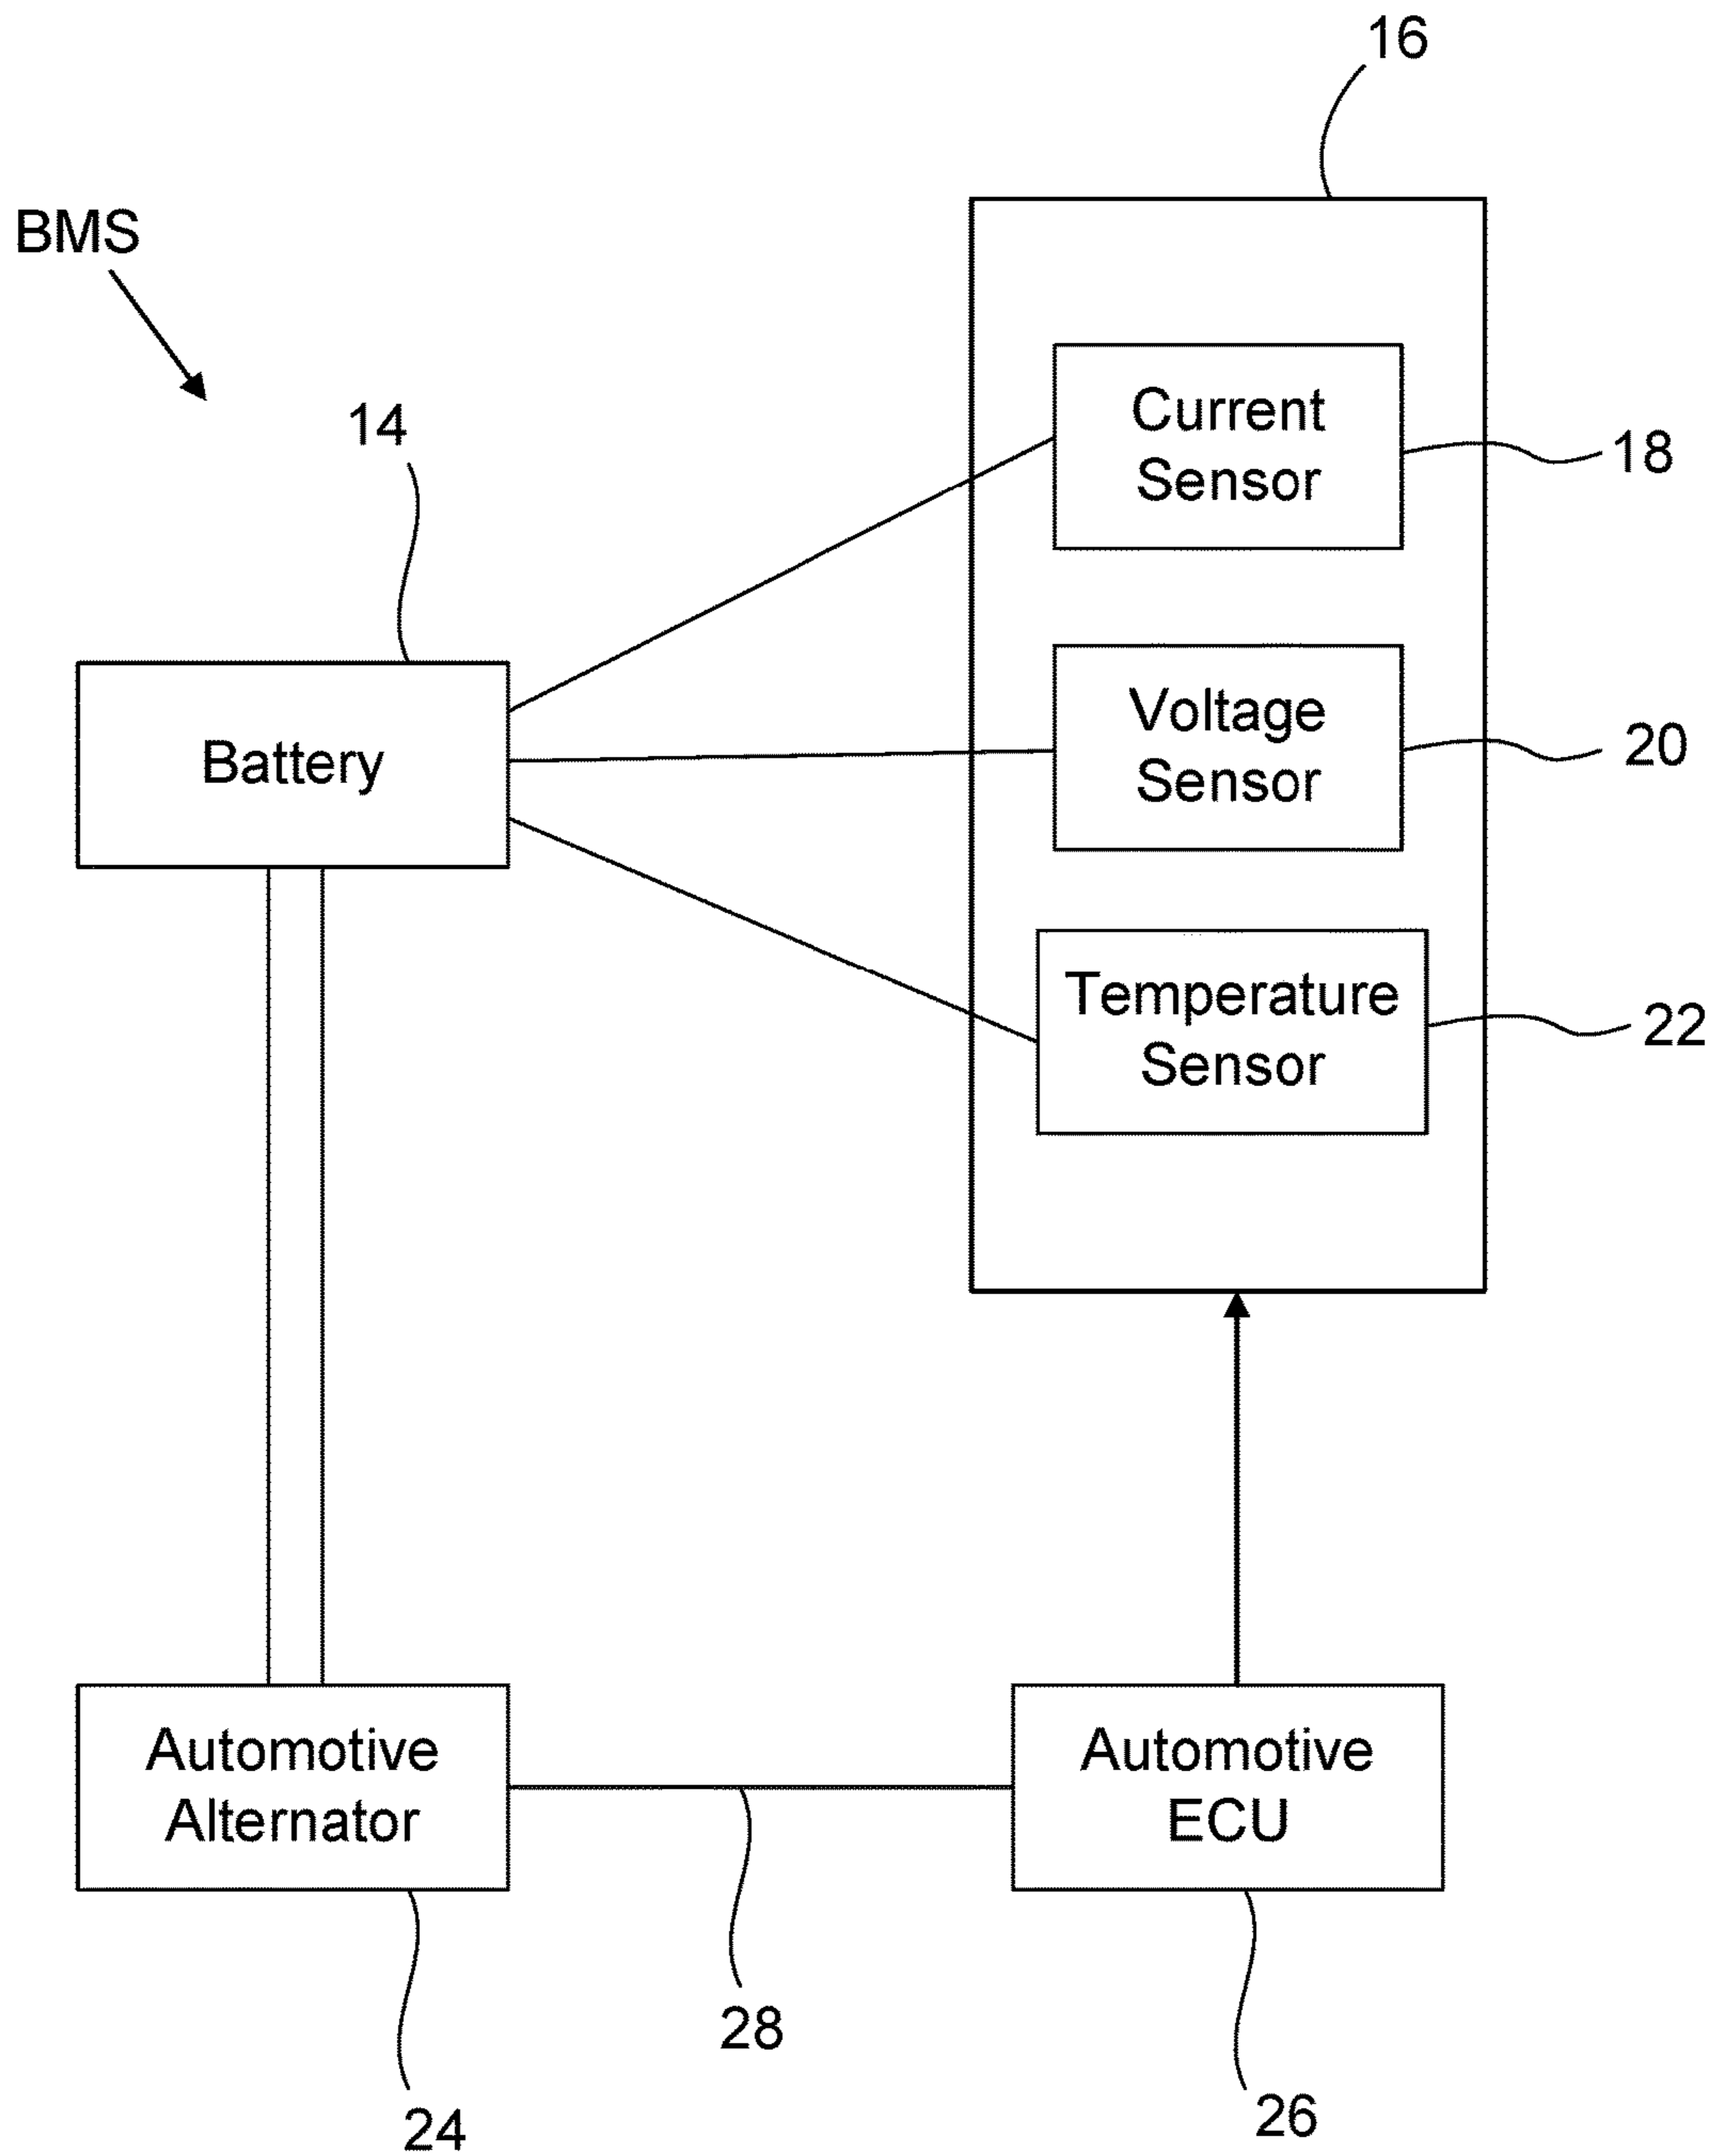 16
BMS
14
Current
Sensor
18
Battery
Voltage
Sensor
20
Temperature
Sensor
22
Automotive
Alternator
Automotive
ECU
28
24
26